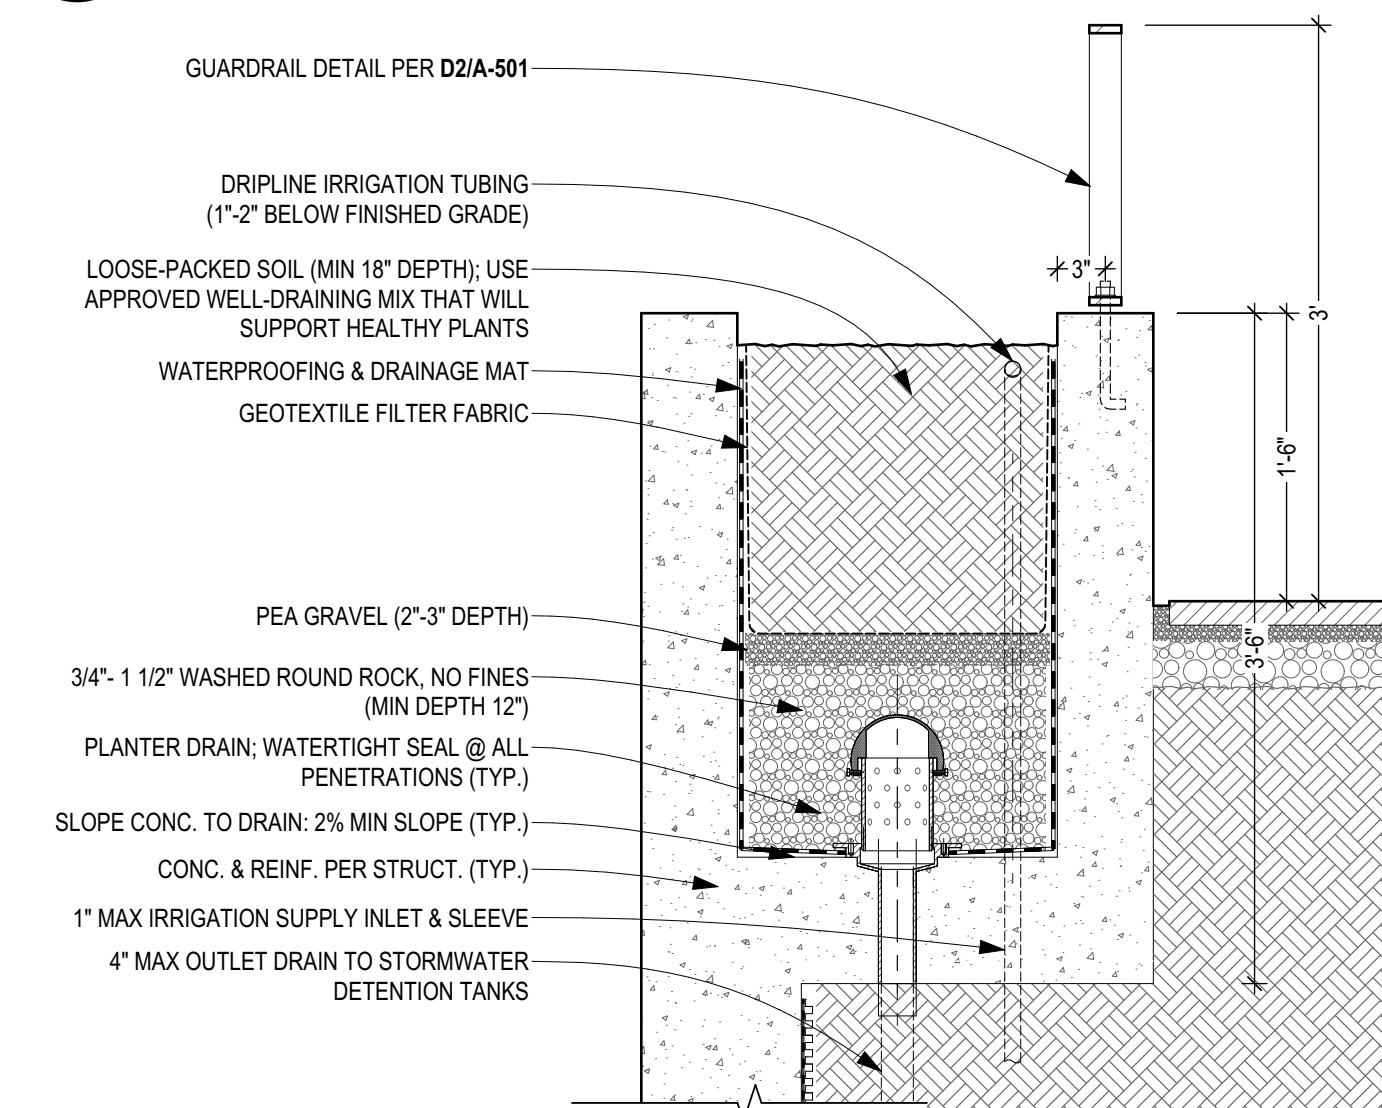 GUARDRAIL DETAIL PER D2/A-501
DRIPLINE IRRIGATION TUBING
(1"-2" BELOW FINISHED GRADE)
LOOSE-PACKED SOIL (MIN 18" DEPTH); USE
APPROVED WELL-DRAINING MIX THAT WILL
SUPPORT HEALTHY PLANTS
WATERPROOFING & DRAINAGE MAT
GEOTEXTILE FILTER FABRIC
PEA GRAVEL (2"-3" DEPTH)
3/4"- 1 1/2" WASHED ROUND ROCK, NO FINES
(MIN DEPTH 12")
PLANTER DRAIN; WATERTIGHT SEAL @ ALL
PENETRATIONS (TYP.)
SLOPE CONC. TO DRAIN: 2% MIN SLOPE (TYP.)
CONC. & REINF. PER STRUCT. (TYP.)
1" MAX IRRIGATION SUPPLY INLET & SLEEVE
4" MAX OUTLET DRAIN TO STORMWATER
DETENTION TANKS
3"
3'
1'-6"
3'-6"